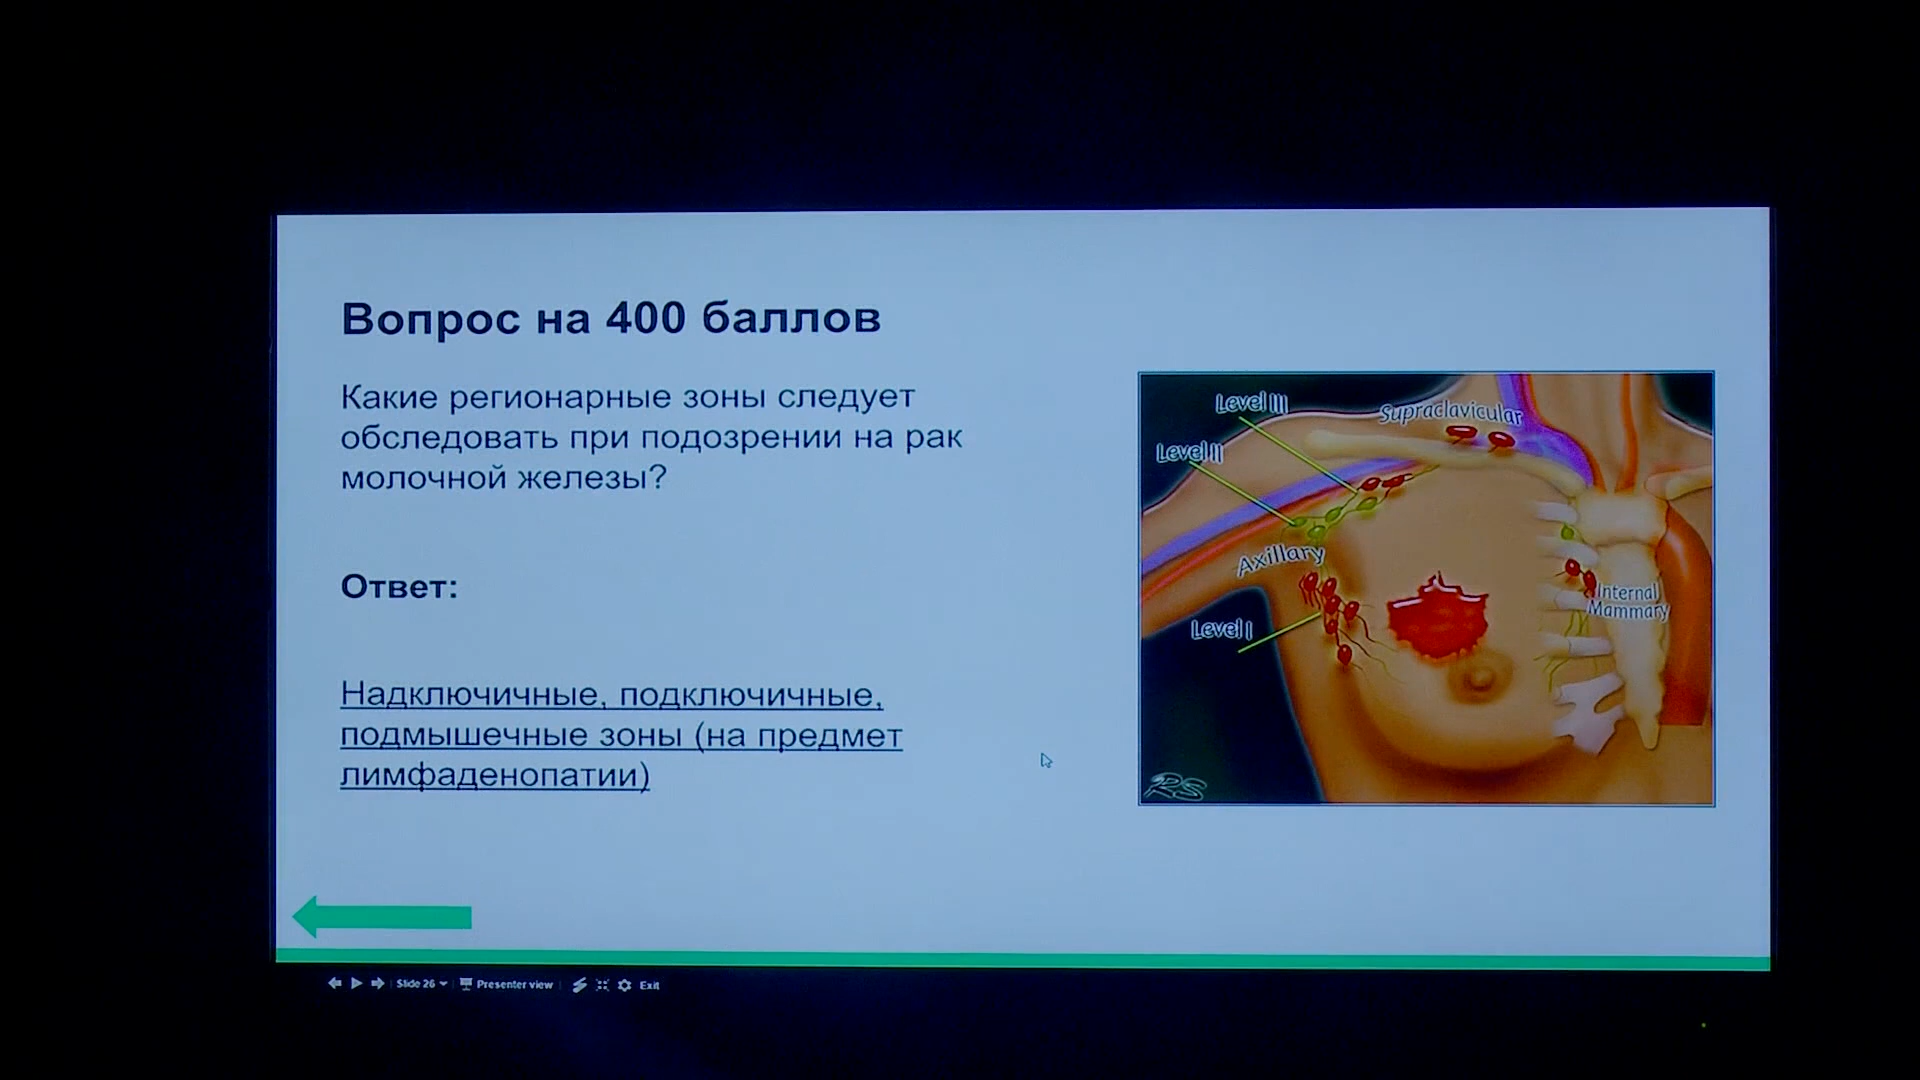 Вопрос на 400 баллов
Какие регионарные зоны следует
обследовать при подозрении на рак
молочной железы?
Ответ:
Надключичные, подключичные,
подмышечные зоны (на предмет
лимфаденопатии)
Level III
Supraclavicular
Level II
Axillary
Internal
Mammary
Level I
RS
Slide 26
Presenter view
Exit